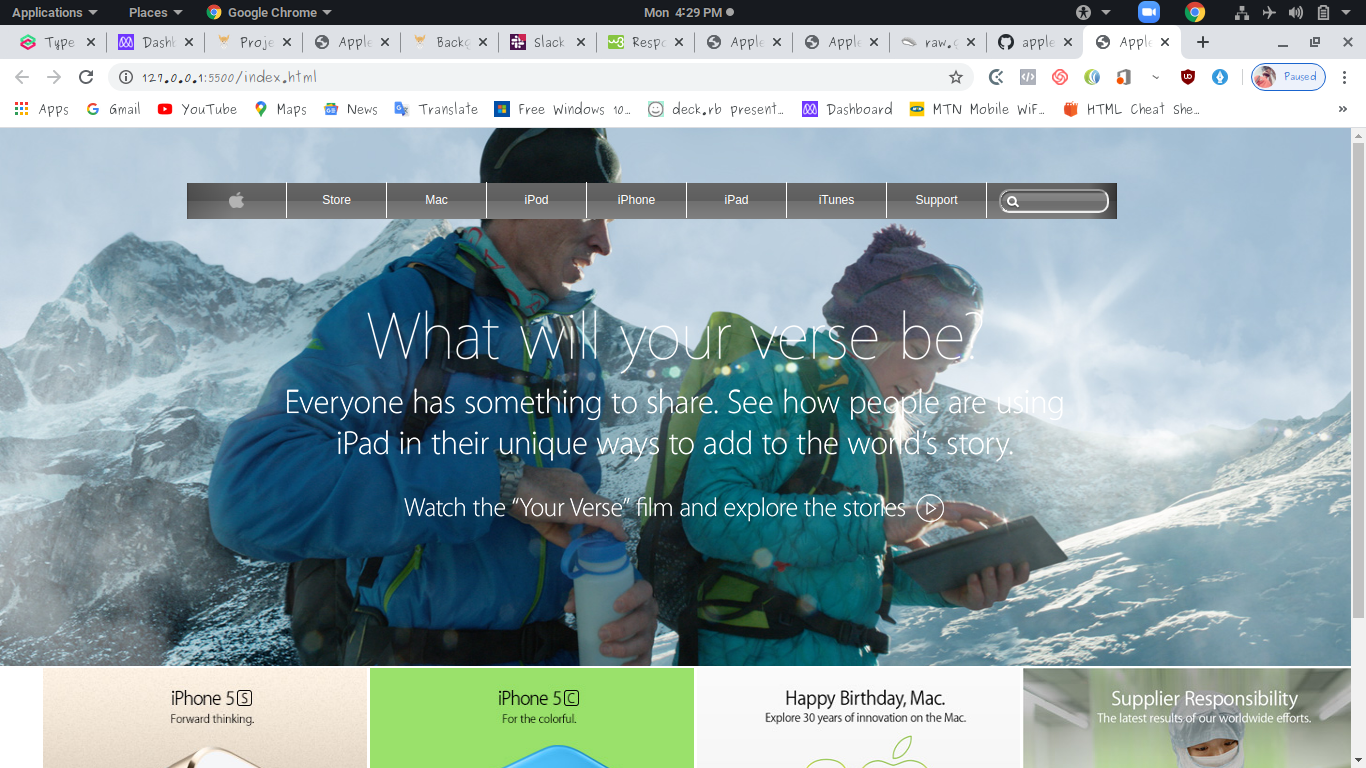 Applications Places Google Chrome Mon 4:29 PM
Type Dashb Proje Apple Backg Slack Respo Apple Apple raw.g apple Apple
127.0.0.1:5500/index.html Paused
Apps Gmail YouTube Maps News Translate Free Windows 10... deck.rb present... Dashboard MTN Mobile WiF... HTML Cheat She... »
Store Mac iPod iPhone iPad iTunes Support
What will your verse be?
Everyone has something to share. See how people are using
iPad in their unique ways to add to the world's story.
Watch the “Your Verse” film and explore the stories
iPhone 5S
Forward thinking.
iPhone 5C
For the colorful.
Happy Birthday, Mac.
Explore 30 years of innovation on the Mac.
Supplier Responsibility
The latest results of our worldwide efforts.